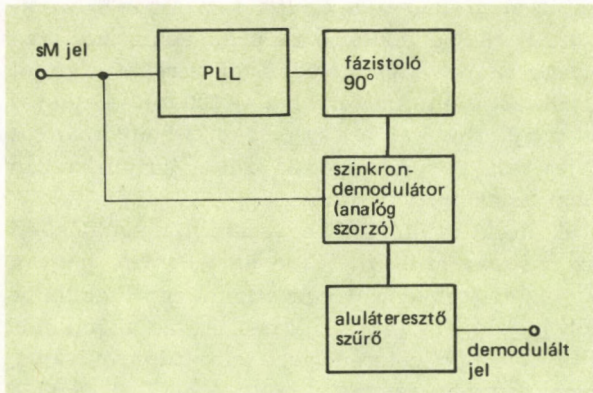 sM jel
PLL
fázistoló
90°
szinkron-
demodulátor
(analóg
szorzó)
aluláteresztő
szűrő
demodulált
jel